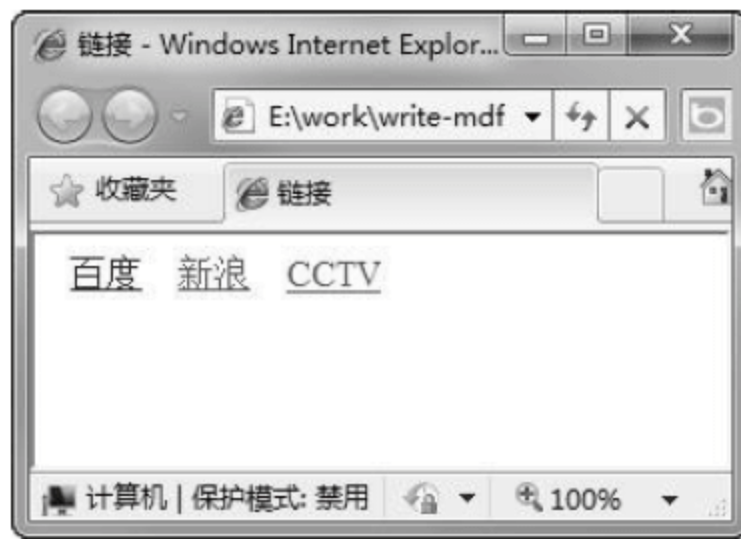 链接 - Windows Internet Explor...
E:\work\write-mdf
收藏夹
链接
百度 新浪 CCTV
计算机 | 保护模式: 禁用
100%